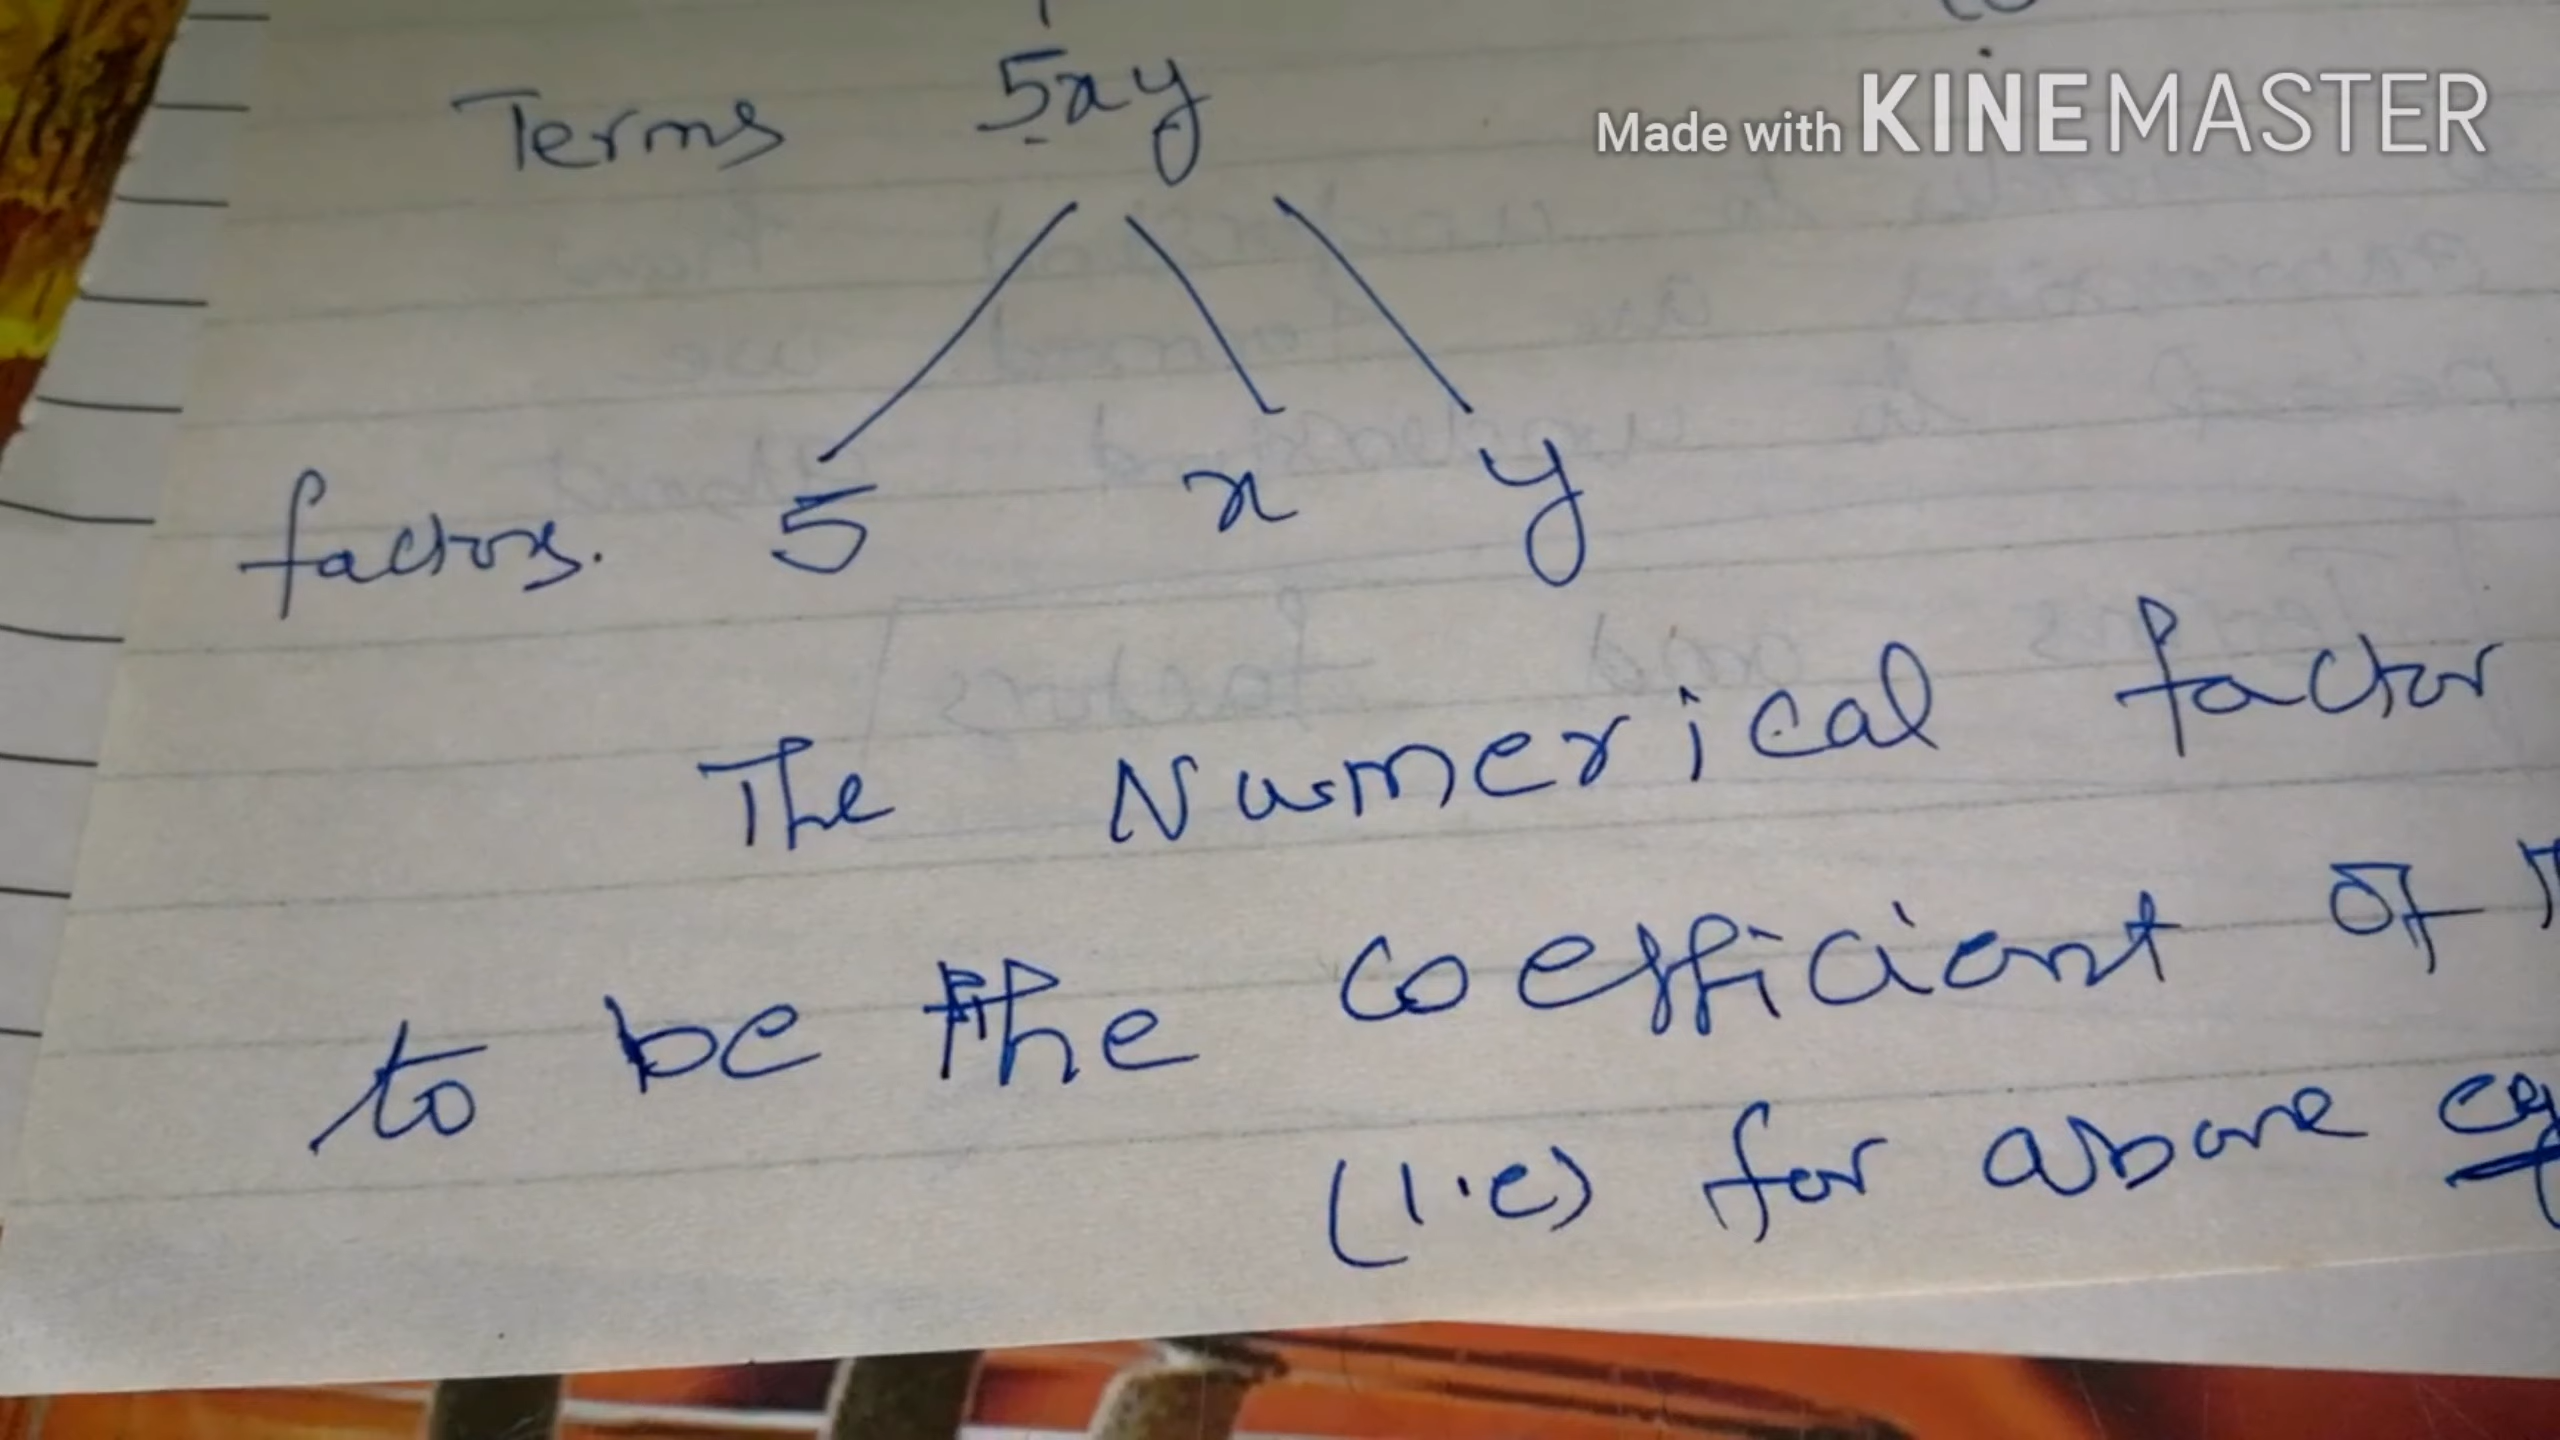 Terms 5xy
Made with KINEMASTER
factors. 5 x y
The Numerical factor
to be the coefficient of
(i.e) for above